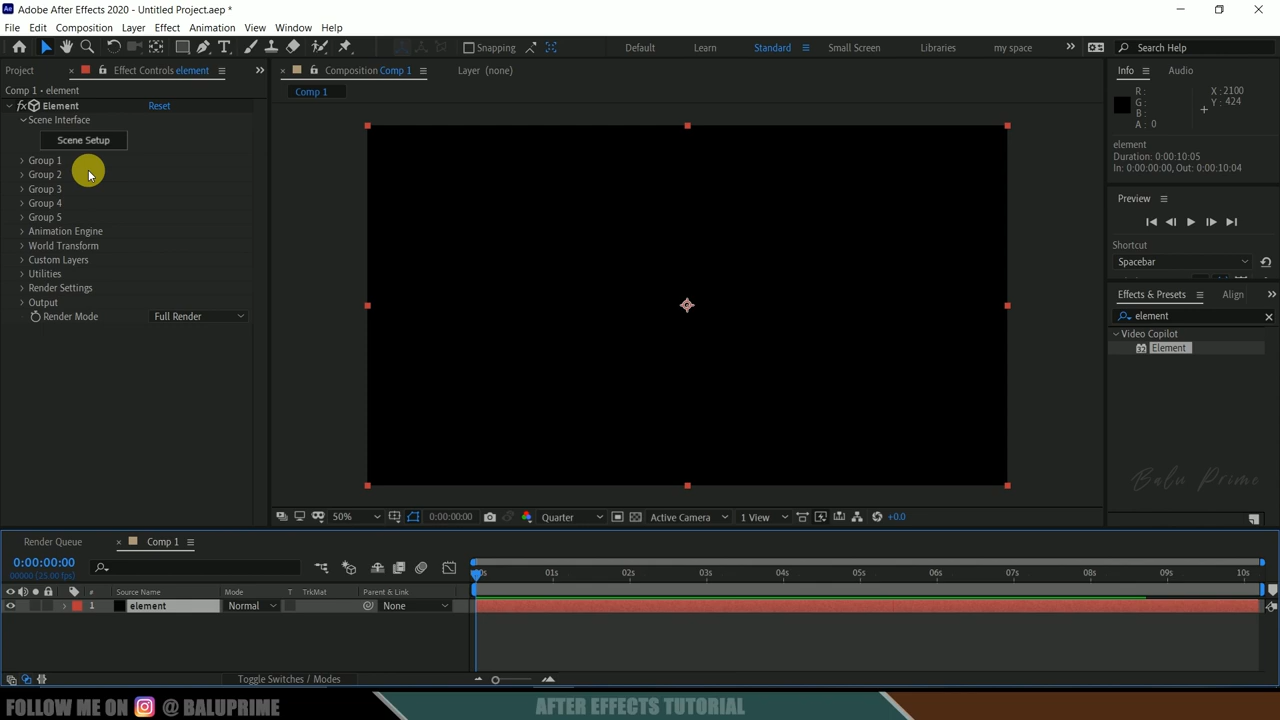 Adobe After Effects 2020 - Untitled Project.aep *
File Edit Composition Layer Effect Animation View Window Help
Snapping
Default Learn Standard Small Screen Libraries my space
Search Help
Project
Effect Controls element
Composition Comp 1
Layer (none)
Info Audio
Comp 1 • element
Comp 1
fx Element Reset
Scene Interface
Scene Setup
Group 1
Group 2
Group 3
Group 4
Group 5
Animation Engine
World Transform
Custom Layers
Utilities
Render Settings
Output
Render Mode Full Render
R :
G :
B :
A : 0
X : 2100
Y : 424
element
Duration: 0:00:10:05
In: 0:00:00:00, Out: 0:00:10:04
Preview
Shortcut
Spacebar
Effects & Presets Align
element
Video Copilot
Element
Balu Prime
50% 0:00:00:00 Quarter Active Camera 1 View +0.0
Render Queue Comp 1
0:00:00:00
00000 (25.00 fps)
# Source Name Mode T TrkMat Parent & Link
1 element Normal None
01s 02s 03s 04s 05s 06s 07s 08s 09s 10s
Toggle Switches / Modes
FOLLOW ME ON @ BALUPRIME
AFTER EFFECTS TUTORIAL